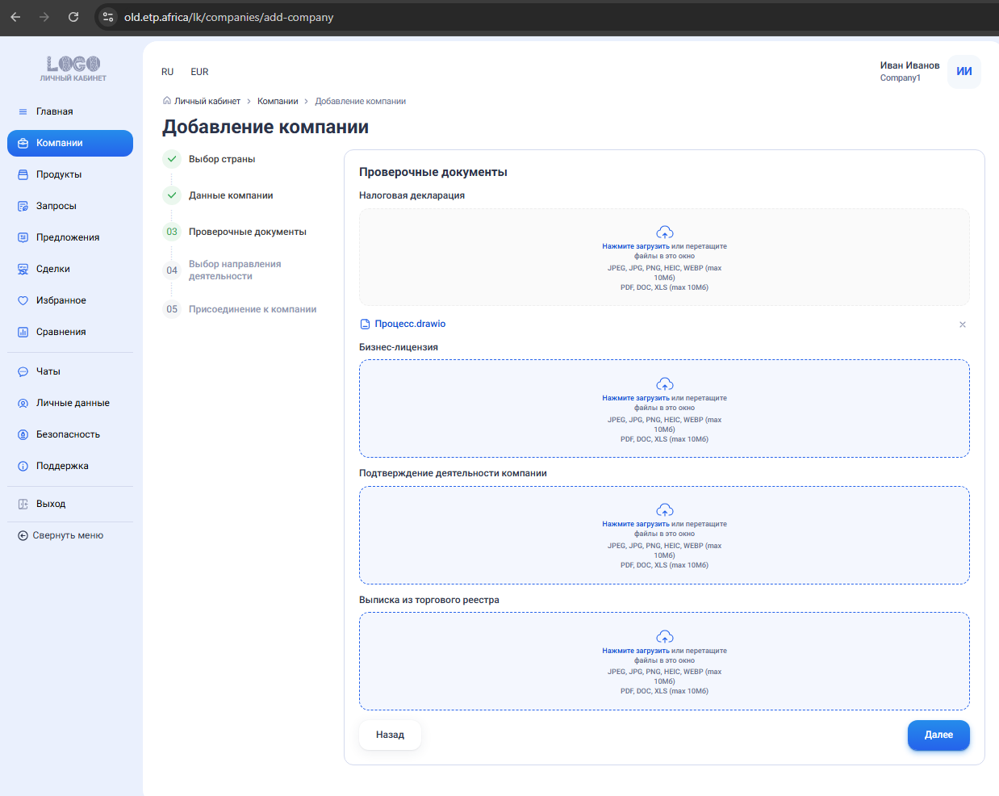 old.etp.africa/lk/companies/add-company
LOGO
ЛИЧНЫЙ КАБИНЕТ
Главная
Компании
Продукты
Запросы
Предложения
Сделки
Избранное
Сравнения
Чаты
Личные данные
Безопасность
Поддержка
Выход
Свернуть меню
RU EUR
Иван Иванов
Company1
ИИ
Личный кабинет > Компании > Добавление компании
Добавление компании
Выбор страны
Данные компании
03 Проверочные документы
04 Выбор направления
деятельности
05 Присоединение к компании
Проверочные документы
Налоговая декларация
Нажмите загрузить или перетащите
файлы в это окно
JPEG, JPG, PNG, HEIC, WEBP (max
10Мб)
PDF, DOC, XLS (max 10Мб)
Процесс.drawio
Бизнес-лицензия
Нажмите загрузить или перетащите
файлы в это окно
JPEG, JPG, PNG, HEIC, WEBP (max
10Мб)
PDF, DOC, XLS (max 10Мб)
Подтверждение деятельности компании
Нажмите загрузить или перетащите
файлы в это окно
JPEG, JPG, PNG, HEIC, WEBP (max
10Мб)
PDF, DOC, XLS (max 10Мб)
Выписка из торгового реестра
Нажмите загрузить или перетащите
файлы в это окно
JPEG, JPG, PNG, HEIC, WEBP (max
10Мб)
PDF, DOC, XLS (max 10Мб)
Назад
Далее